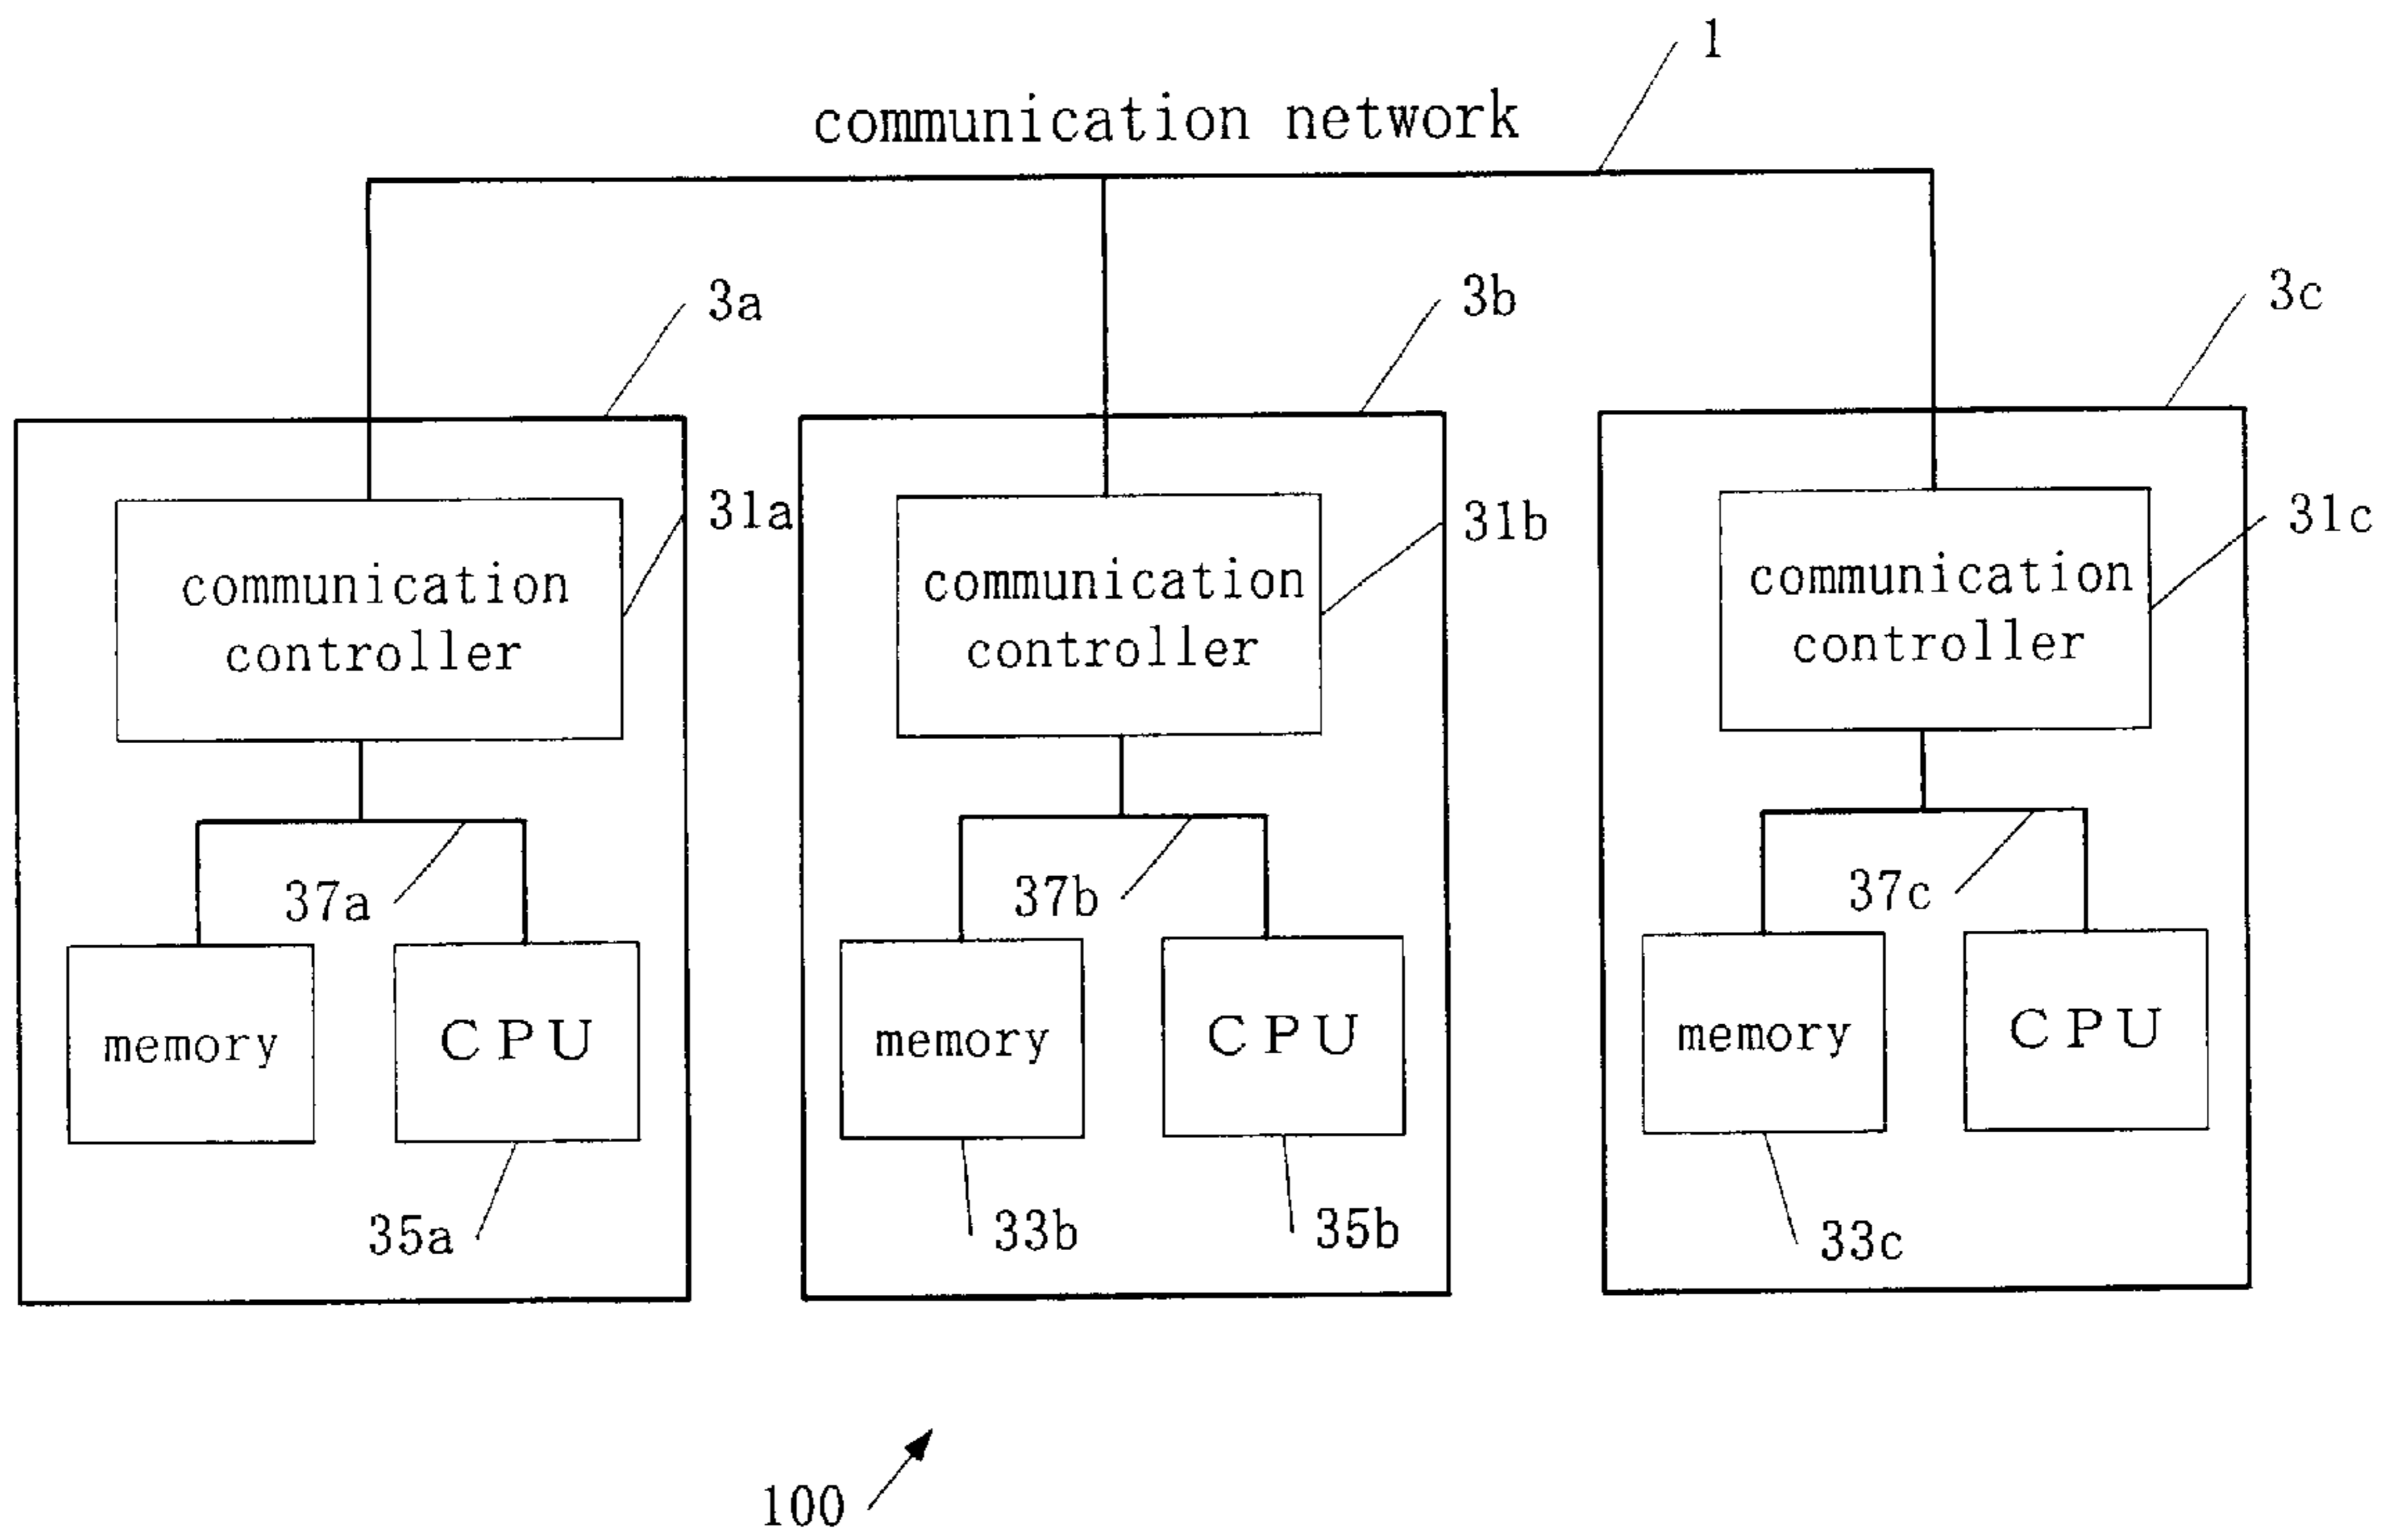 1
communication network
3a
3b
3c
31a
31b
31c
communication
controller
communication
controller
communication
controller
37a
37b
37c
memory
CPU
memory
CPU
memory
CPU
35a
33b
35b
33c
100